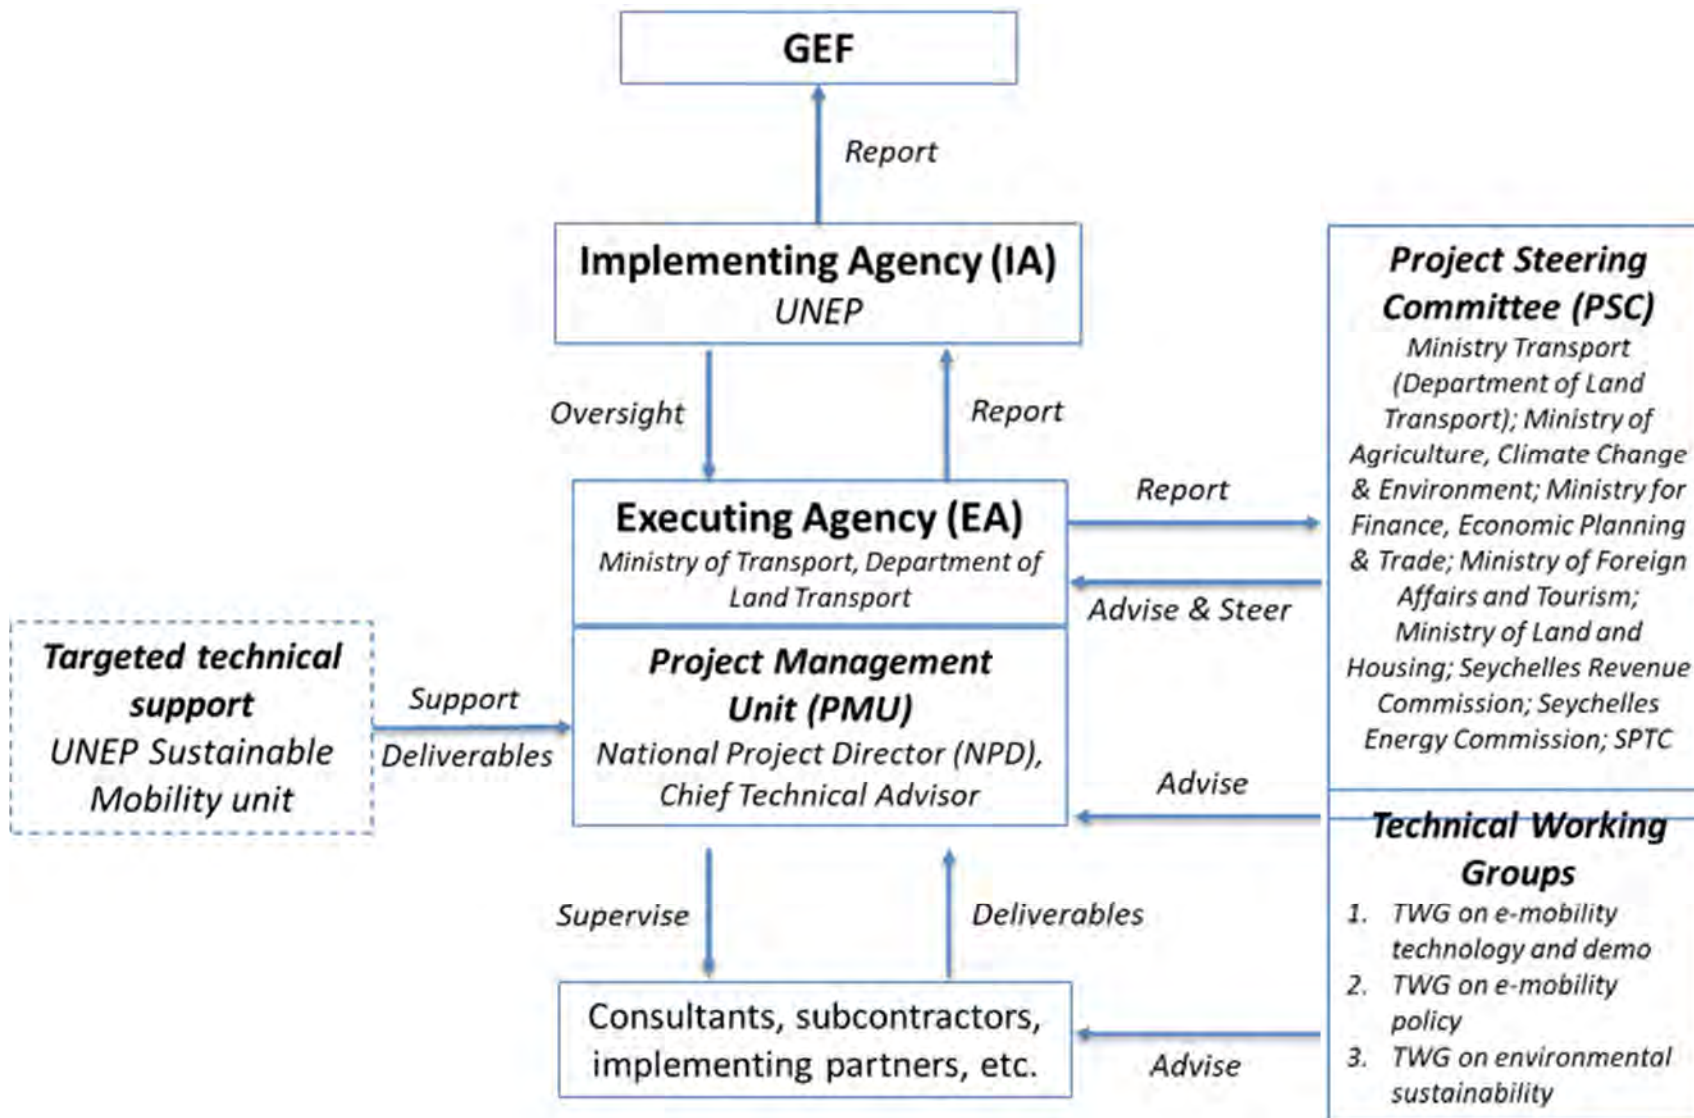 GEF
Report
Implementing Agency (IA)
UNEP
Oversight
Report
Executing Agency (EA)
Ministry of Transport, Department of
Land Transport
Report
Advise & Steer
Project Steering
Committee (PSC)
Ministry Transport
(Department of Land
Transport); Ministry of
Agriculture, Climate Change
& Environment; Ministry for
Finance, Economic Planning
& Trade; Ministry of Foreign
Affairs and Tourism;
Ministry of Land and
Housing; Seychelles Revenue
Commission; Seychelles
Energy Commission; SPTC
Targeted technical
support
UNEP Sustainable
Mobility unit
Support
Deliverables
Project Management
Unit (PMU)
National Project Director (NPD),
Chief Technical Advisor
Advise
Technical Working
Groups
1. TWG on e-mobility
technology and demo
2. TWG on e-mobility
policy
3. TWG on environmental
sustainability
Supervise
Deliverables
Consultants, subcontractors,
implementing partners, etc.
Advise